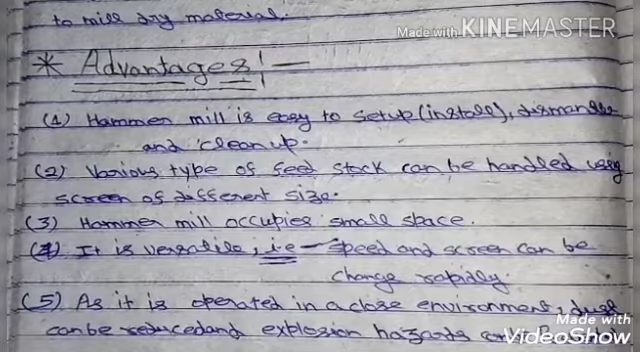 to mill dry material.
Made with KINEMASTER
* Advantages :-
(1) Hammer mill is easy to setup (install), dismantle
and clean up.
(2) Various type of feed stock can be handled using
screen of different size.
(3) Hammer mill occupies small space.
(4) It is versatile, i.e - speed and screen can be
change rapidly.
(5) As it is operated in a close environment, dust
can be reduced and explosion hazards
Made with
VideoShow